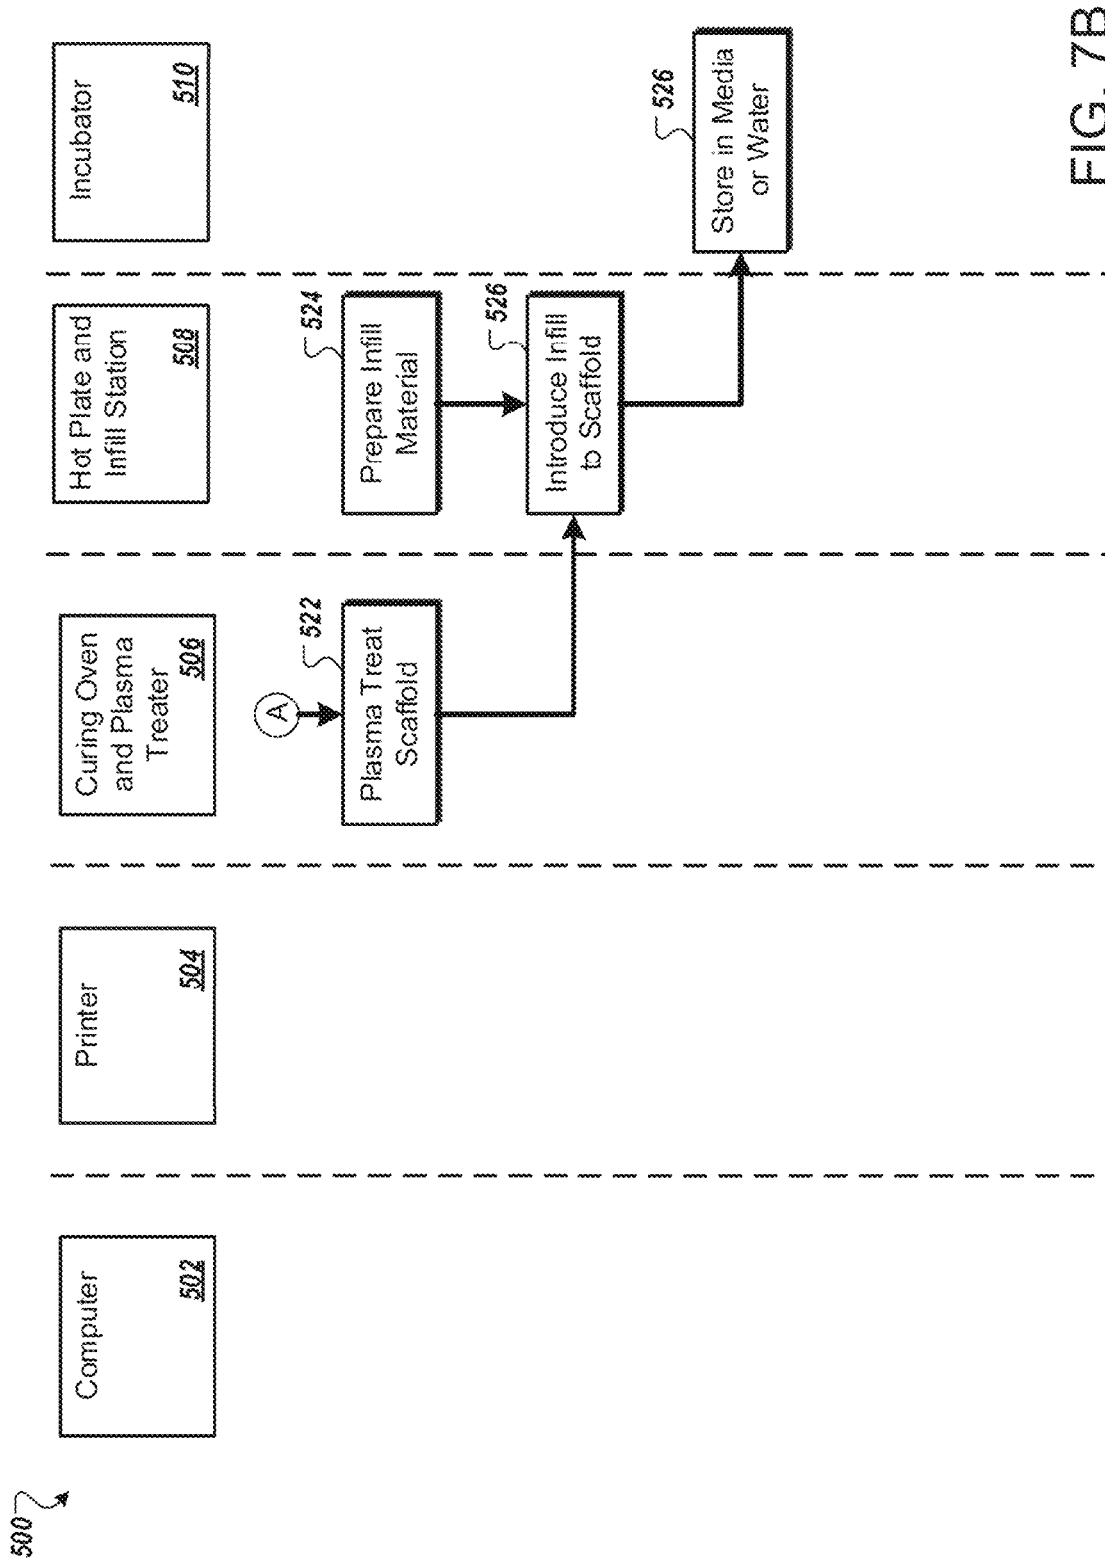 500
Computer
502
Printer
504
Curing Oven
and Plasma
Treater
506
Hot Plate and
Infill Station
508
Incubator
510
A
522
Plasma Treat
Scaffold
524
Prepare Infill
Material
526
Introduce Infill
to Scaffold
526
Store in Media
or Water
FIG. 7B